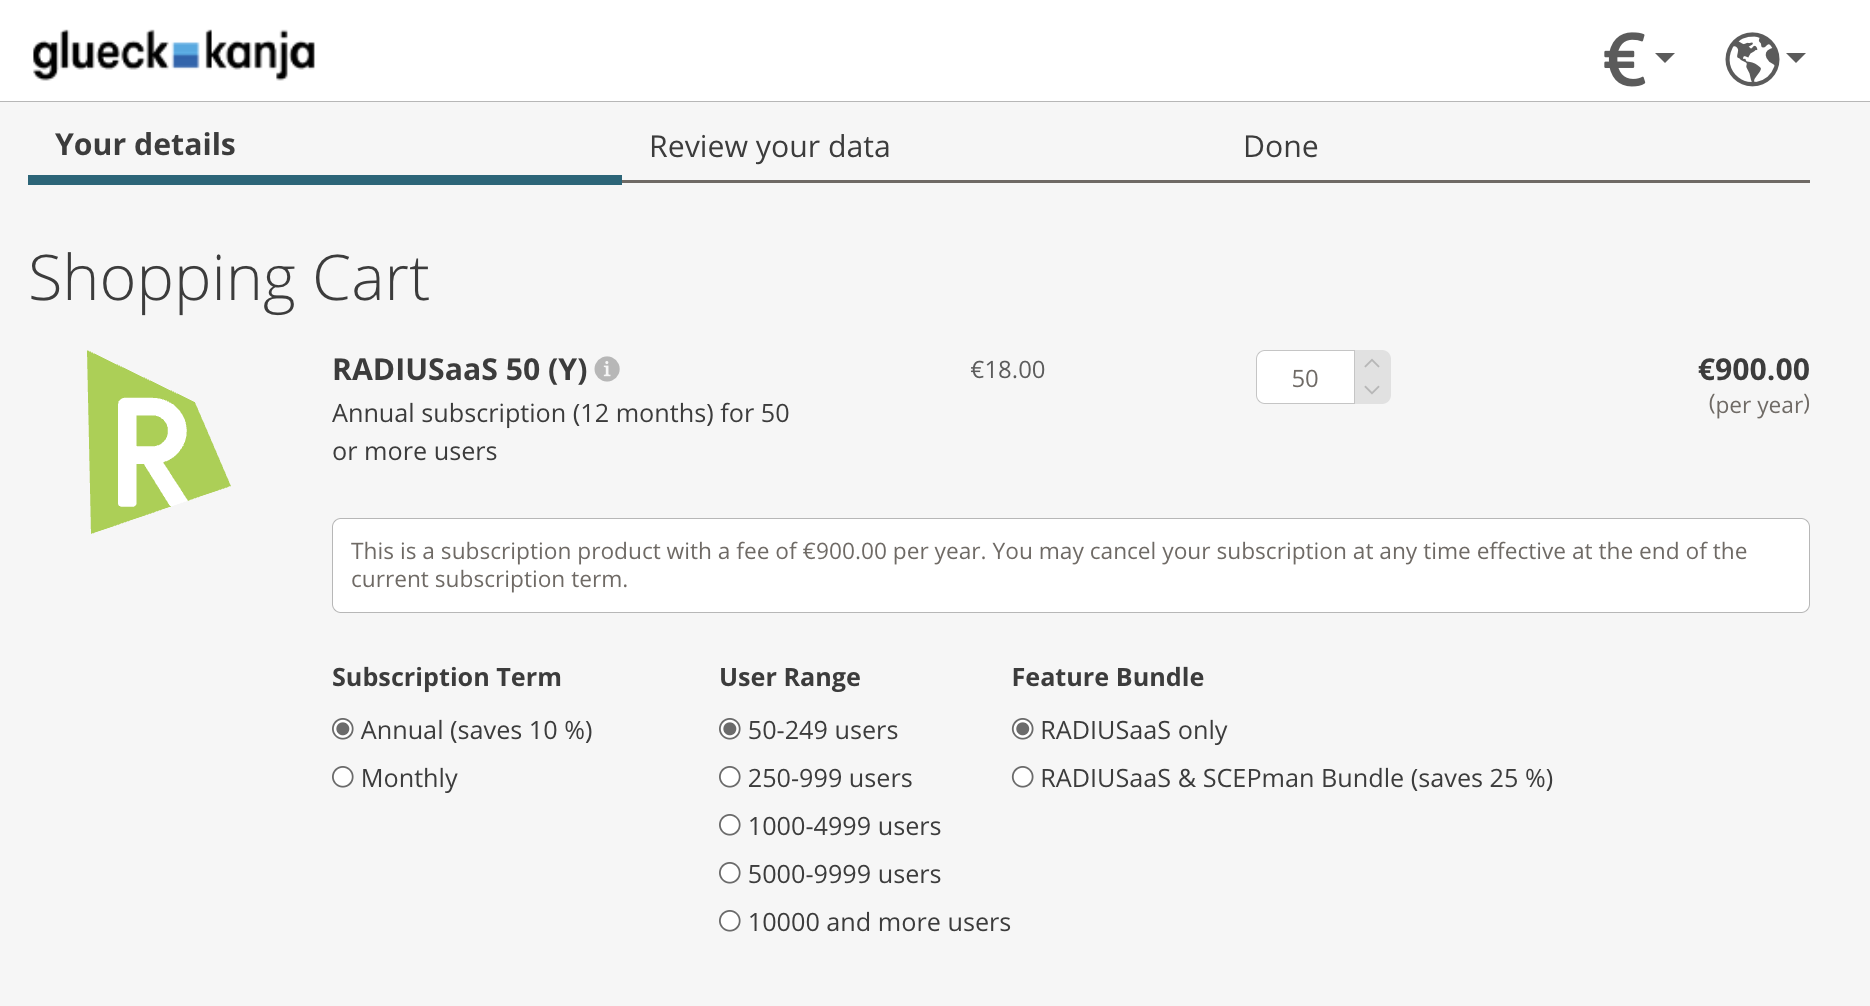 glueck kanja
€
Your details
Review your data
Done
Shopping Cart
R
RADIUSaaS 50 (Y) i
€18.00
50
€900.00
(per year)
Annual subscription (12 months) for 50
or more users
This is a subscription product with a fee of €900.00 per year. You may cancel your subscription at any time effective at the end of the
current subscription term.
Subscription Term
Annual (saves 10 %)
Monthly
User Range
50-249 users
250-999 users
1000-4999 users
5000-9999 users
10000 and more users
Feature Bundle
RADIUSaaS only
RADIUSaaS & SCEPman Bundle (saves 25 %)